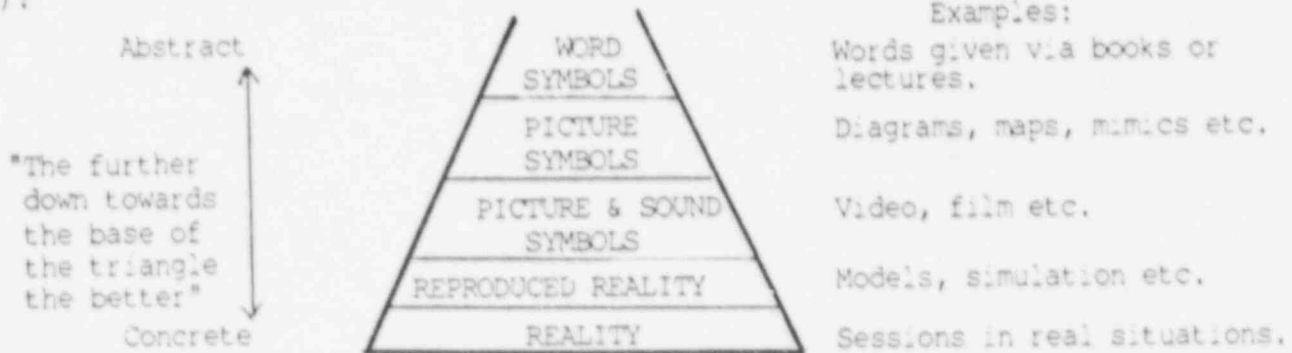 ).
Examples:
Abstract
WORD
SYMBOLS
Words given via books or
lectures.
PICTURE
SYMBOLS
Diagrams, maps, mimics etc.
"The further
down towards
the base of
the triangle
the better"
PICTURE & SOUND
SYMBOLS
Video, film etc.
REPRODUCED REALITY
Models, simulation etc.
Concrete
REALITY
Sessions in real situations.